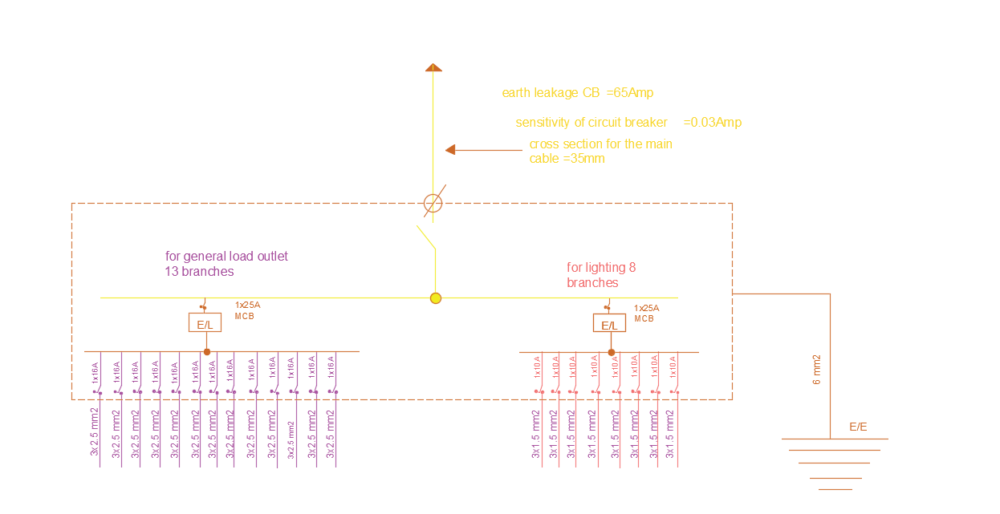 earth leakage CB =65Amp
sensitivity of circuit breaker =0.03Amp
cross section for the main
cable =35mm
for general load outlet
13 branches
for lighting 8
branches
1x25A
MCB
E/L
1x25A
MCB
E/L
1x16A
1x16A
1x16A
1x16A
1x16A
1x16A
1x16A
1x16A
1x16A
1x16A
1x16A
1x16A
1x16A
1x10A
1x10A
1x10A
1x10A
1x10A
1x10A
1x10A
1x10A
6 mm2
3x2.5 mm2
3x2.5 mm2
3x2.5 mm2
3x2.5 mm2
3x2.5 mm2
3x2.5 mm2
3x2.5 mm2
3x2.5 mm2
3x2.5 mm2
3x2.5 mm2
3x2.5 mm2
3x2.5 mm2
3x2.5 mm2
3x1.5 mm2
3x1.5 mm2
3x1.5 mm2
3x1.5 mm2
3x1.5 mm2
3x1.5 mm2
3x1.5 mm2
3x1.5 mm2
E/E